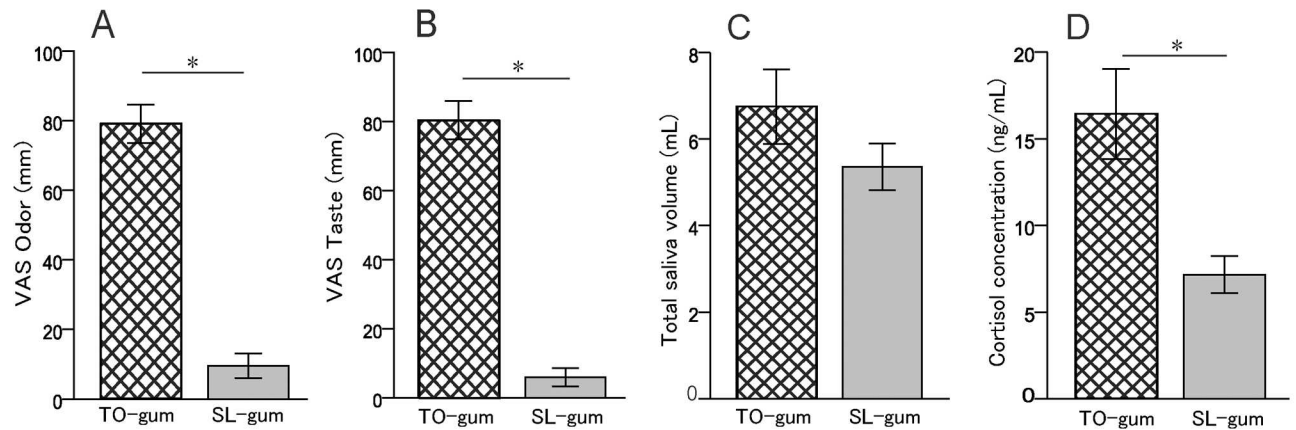 A
VAS Odor (mm)
100
80
60
40
20
0
*
TO-gum SL-gum
B
VAS Taste (mm)
100
80
60
40
20
0
*
TO-gum SL-gum
C
Total saliva volume (mL)
8
6
4
2
0
TO-gum SL-gum
D
Cortisol concentration (ng/mL)
20
15
10
5
0
*
TO-gum SL-gum